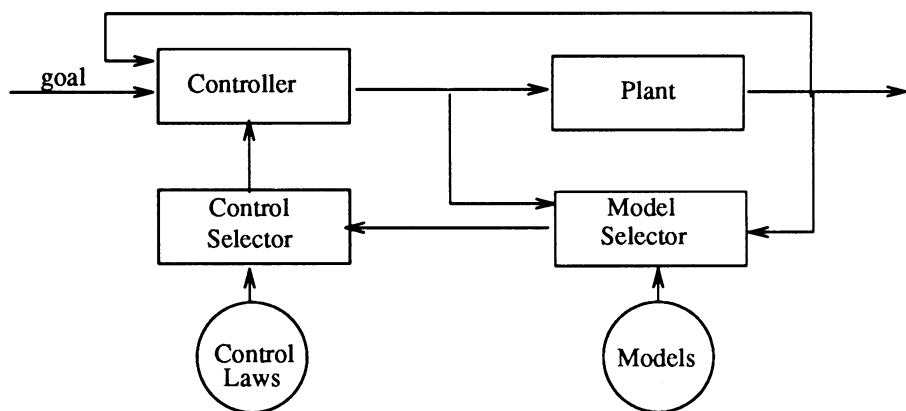 goal
Controller
Plant
Control
Selector
Model
Selector
Control
Laws
Models